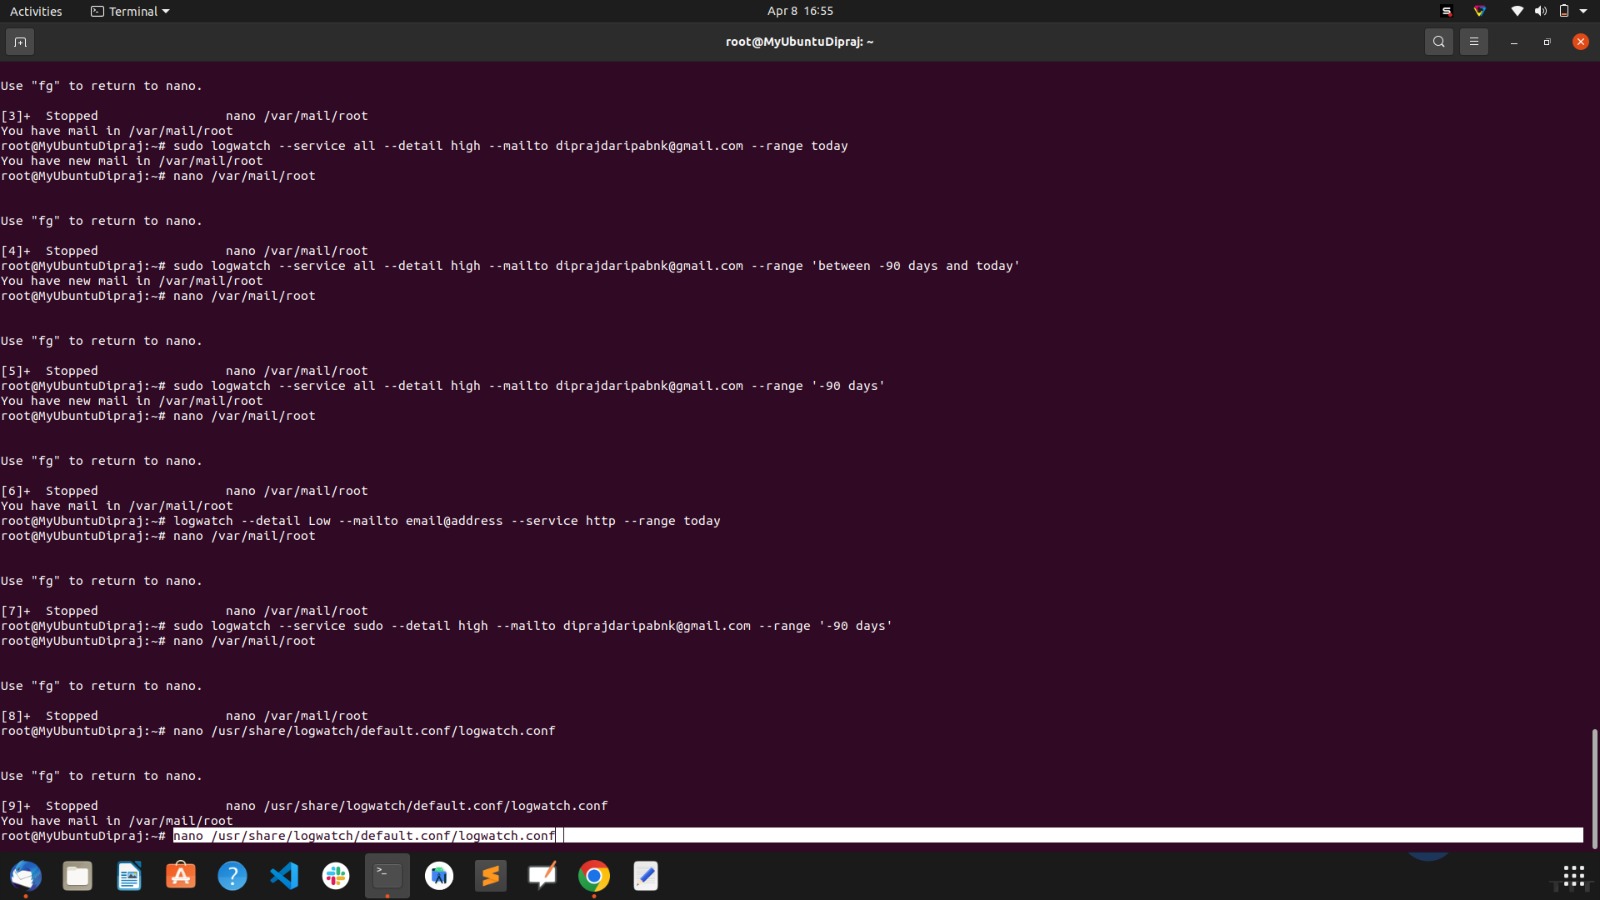 Activities Terminal Apr 8 16:55
root@MyUbuntuDipraj: ~
Use "fg" to return to nano.
[3]+  Stopped                 nano /var/mail/root
You have mail in /var/mail/root
root@MyUbuntuDipraj:~# sudo logwatch --service all --detail high --mailto diprajdaripabnk@gmail.com --range today
You have new mail in /var/mail/root
root@MyUbuntuDipraj:~# nano /var/mail/root
Use "fg" to return to nano.
[4]+  Stopped                 nano /var/mail/root
root@MyUbuntuDipraj:~# sudo logwatch --service all --detail high --mailto diprajdaripabnk@gmail.com --range 'between -90 days and today'
You have new mail in /var/mail/root
root@MyUbuntuDipraj:~# nano /var/mail/root
Use "fg" to return to nano.
[5]+  Stopped                 nano /var/mail/root
root@MyUbuntuDipraj:~# sudo logwatch --service all --detail high --mailto diprajdaripabnk@gmail.com --range '-90 days'
You have new mail in /var/mail/root
root@MyUbuntuDipraj:~# nano /var/mail/root
Use "fg" to return to nano.
[6]+  Stopped                 nano /var/mail/root
You have mail in /var/mail/root
root@MyUbuntuDipraj:~# logwatch --detail Low --mailto email@address --service http --range today
root@MyUbuntuDipraj:~# nano /var/mail/root
Use "fg" to return to nano.
[7]+  Stopped                 nano /var/mail/root
root@MyUbuntuDipraj:~# sudo logwatch --service sudo --detail high --mailto diprajdaripabnk@gmail.com --range '-90 days'
root@MyUbuntuDipraj:~# nano /var/mail/root
Use "fg" to return to nano.
[8]+  Stopped                 nano /var/mail/root
root@MyUbuntuDipraj:~# nano /usr/share/logwatch/default.conf/logwatch.conf
Use "fg" to return to nano.
[9]+  Stopped                 nano /usr/share/logwatch/default.conf/logwatch.conf
You have mail in /var/mail/root
root@MyUbuntuDipraj:~# nano /usr/share/logwatch/default.conf/logwatch.conf